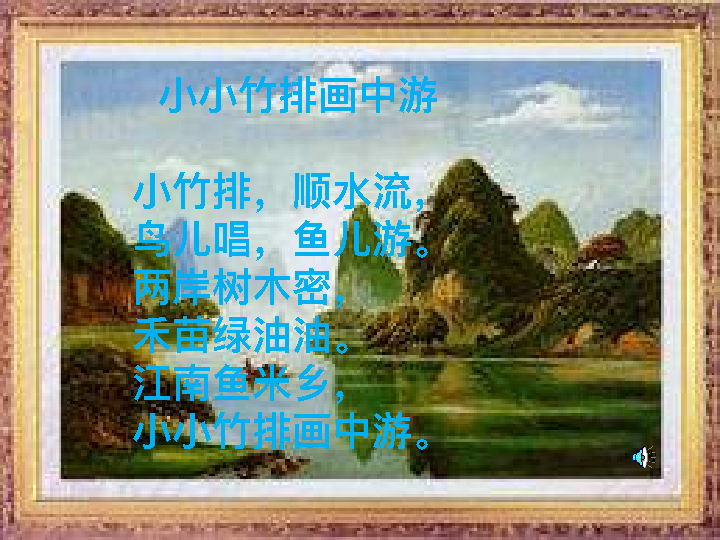 小小竹排画中游
小竹排，顺水流，
鸟儿唱，鱼儿游。
两岸树木密，
禾苗绿油油。
江南鱼米乡，
小小竹排画中游。